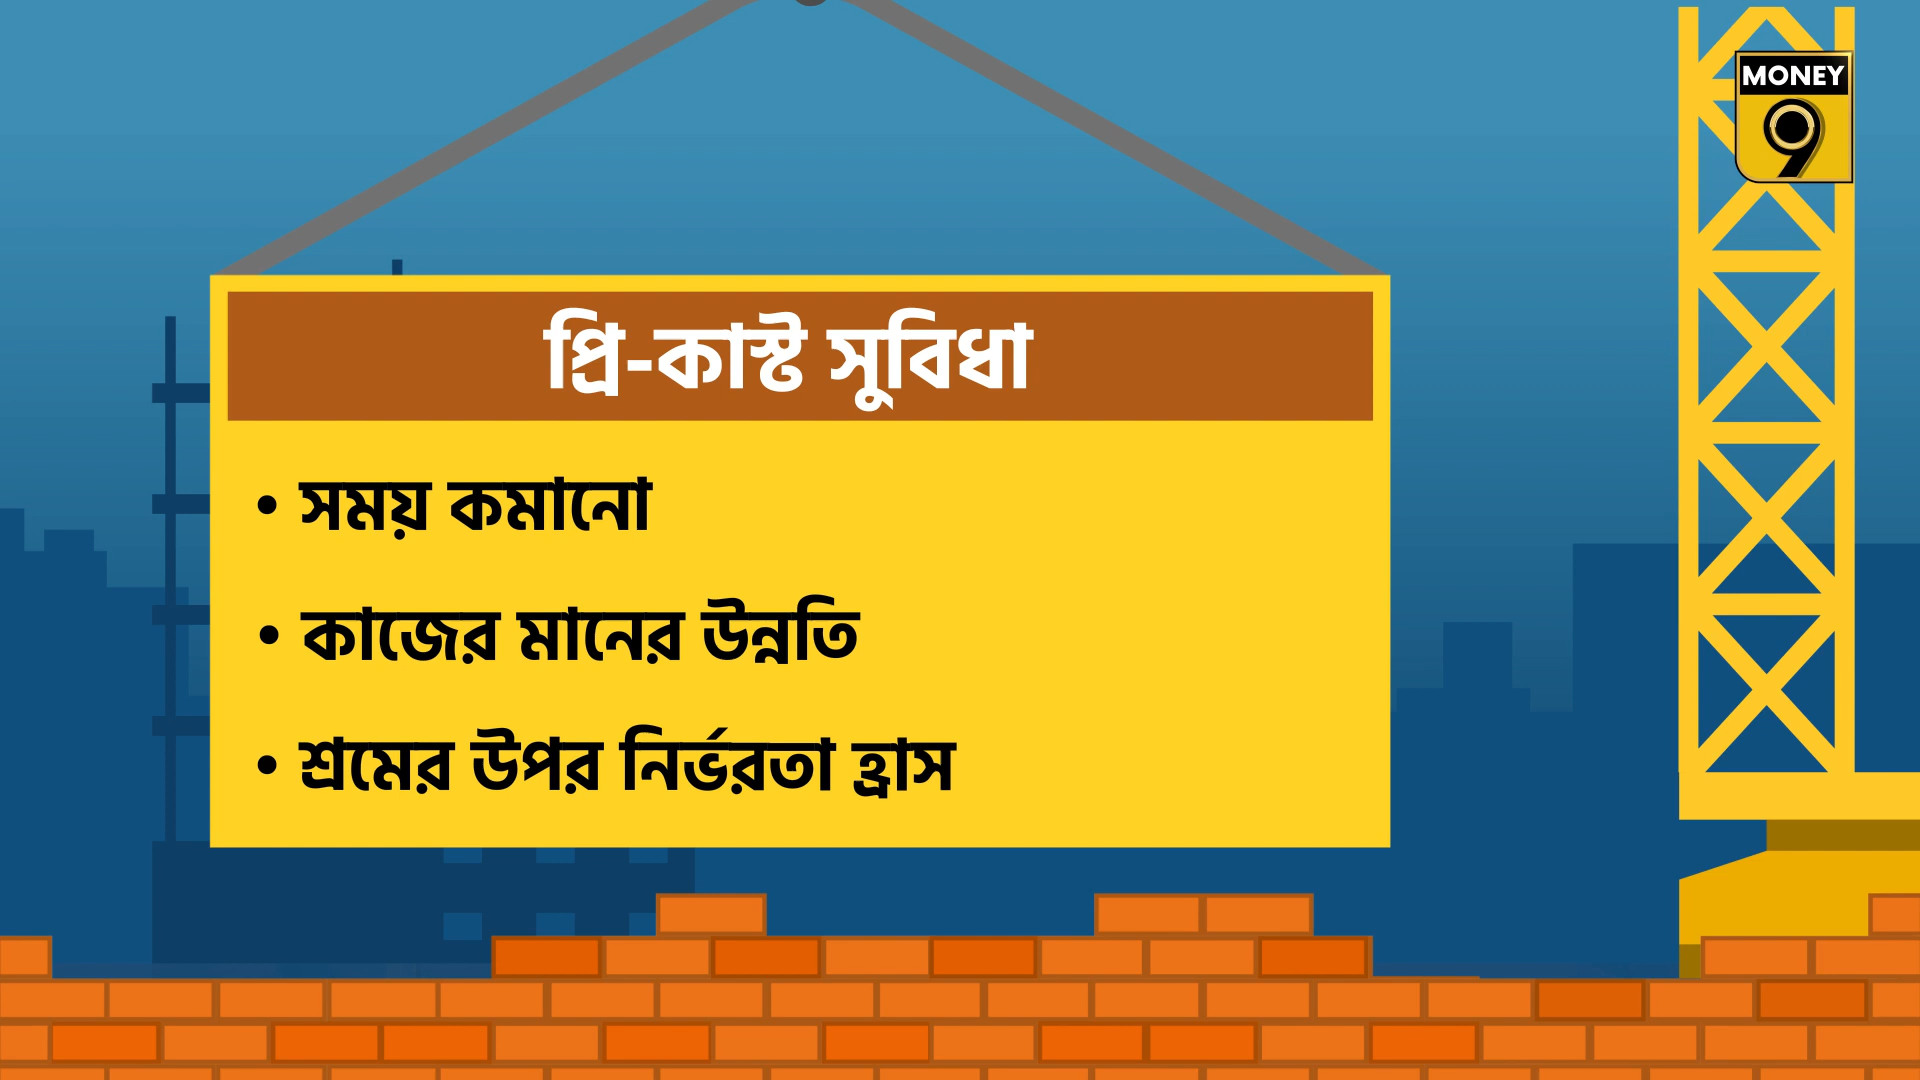 MONEY
9
প্রি-কাস্ট সুবিধা
• সময় কমানো
• কাজের মানের উন্নতি
• শ্রমের উপর নির্ভরতা হ্রাস